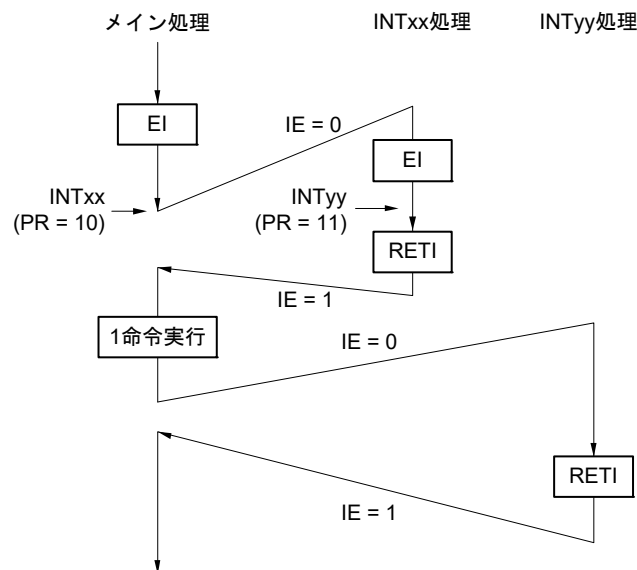 メイン処理
INTxx処理
INTyy処理
EI
IE = 0
EI
INTxx
(PR = 10)
INTyy
(PR = 11)
RETI
IE = 1
1命令実行
IE = 0
RETI
IE = 1